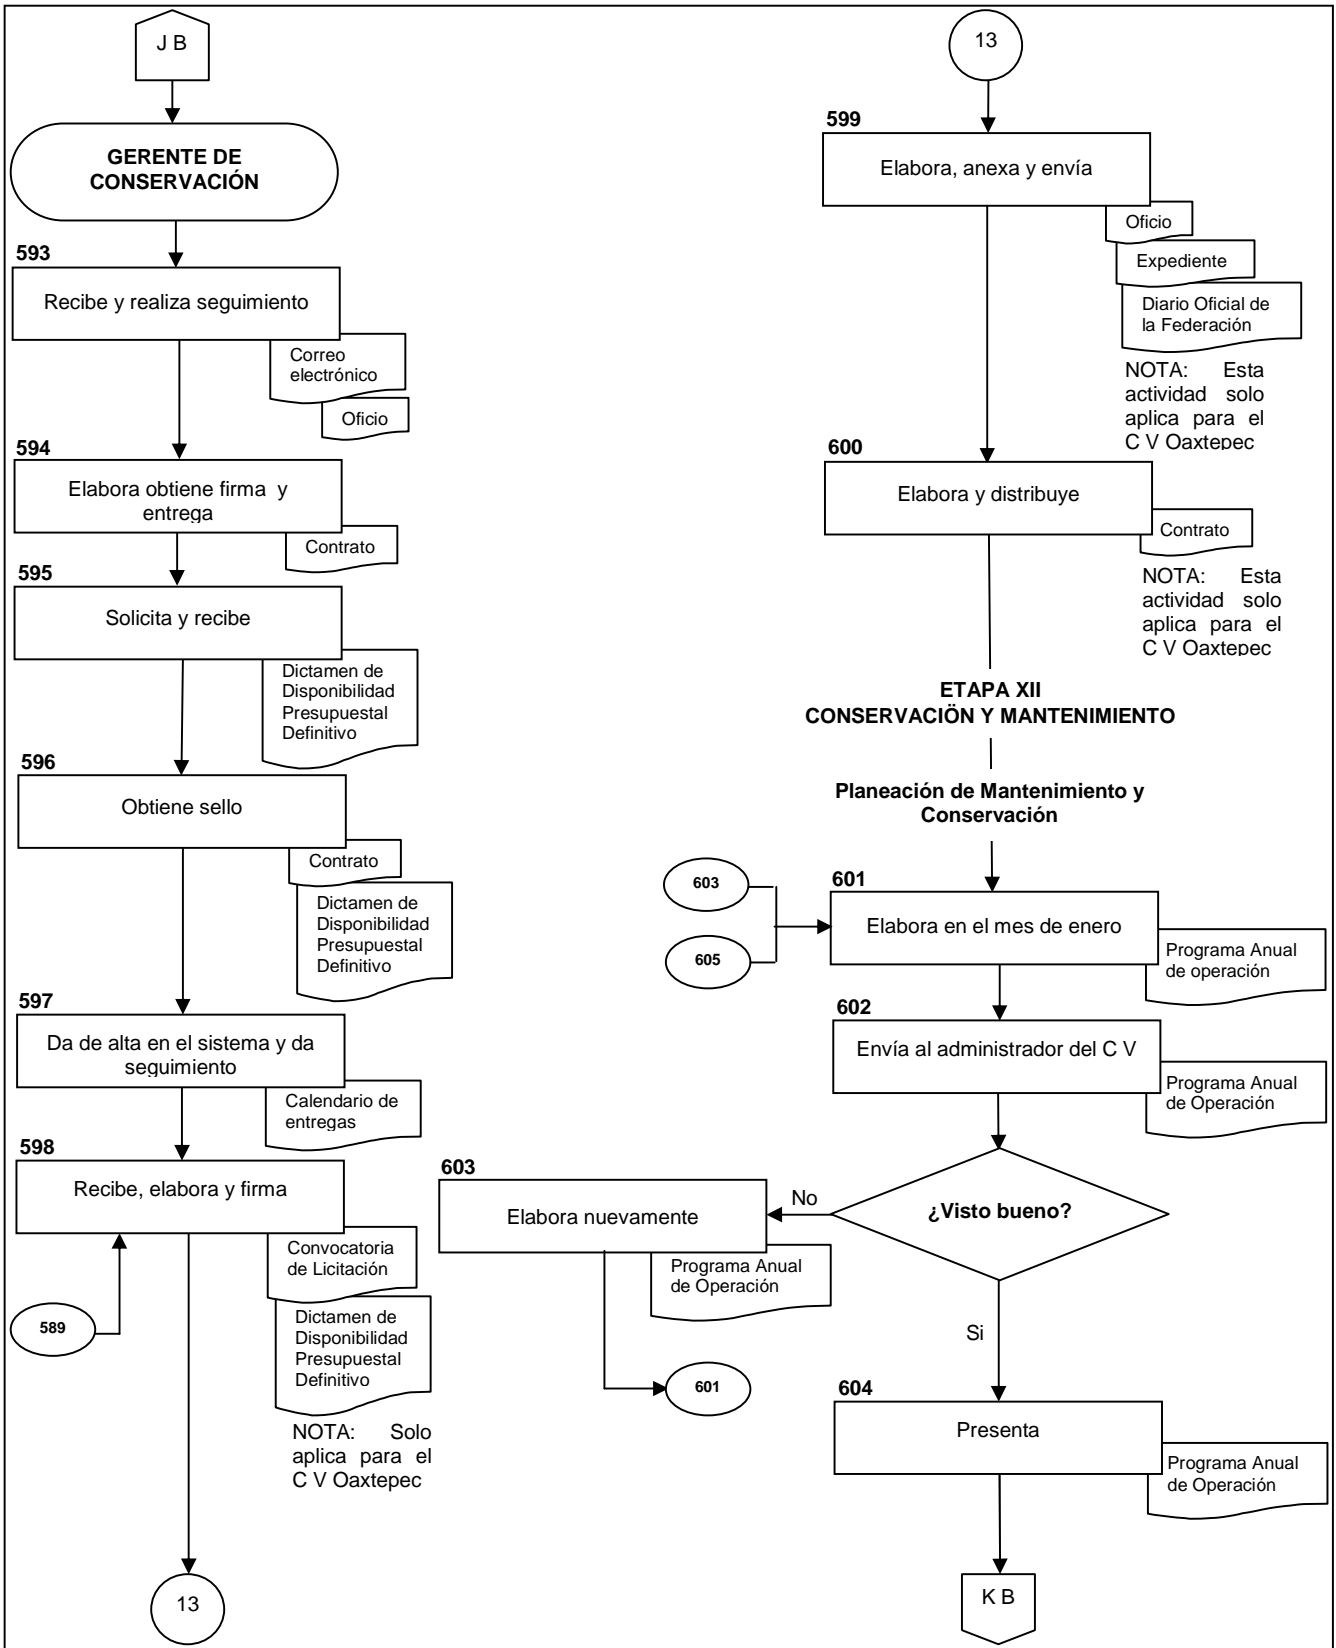 J B
GERENTE DE
CONSERVACIÓN
593
Recibe y realiza seguimiento
Correo
electrónico
Oficio
594
Elabora obtiene firma y
entrega
Contrato
595
Solicita y recibe
Dictamen de
Disponibilidad
Presupuestal
Definitivo
596
Obtiene sello
Contrato
Dictamen de
Disponibilidad
Presupuestal
Definitivo
597
Da de alta en el sistema y da
seguimiento
Calendario de
entregas
598
Recibe, elabora y firma
Convocatoria
de Licitación
589
Dictamen de
Disponibilidad
Presupuestal
Definitivo
NOTA: Solo
aplica para el
C V Oaxtepec
13
13
599
Elabora, anexa y envía
Oficio
Expediente
Diario Oficial de
la Federación
NOTA: Esta
actividad solo
aplica para el
C V Oaxtepec
600
Elabora y distribuye
Contrato
NOTA: Esta
actividad solo
aplica para el
C V Oaxtepec
ETAPA XII
CONSERVACIÖN Y MANTENIMIENTO
Planeación de Mantenimiento y
Conservación
603
605
601
Elabora en el mes de enero
Programa Anual
de operación
602
Envía al administrador del C V
Programa Anual
de Operación
¿Visto bueno?
No
603
Elabora nuevamente
Programa Anual
de Operación
601
Si
604
Presenta
Programa Anual
de Operación
K B